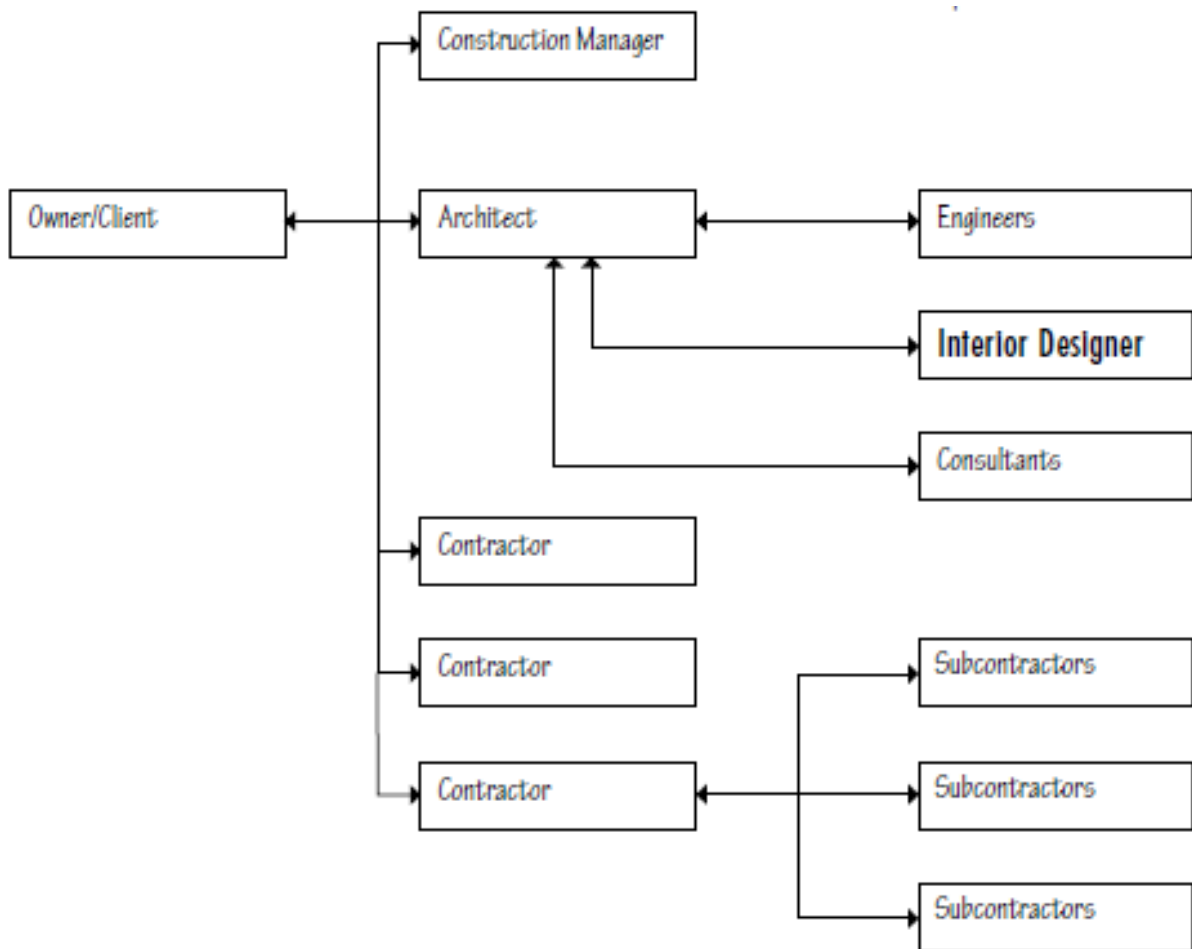 Construction Manager
Owner/Client
Architect
Engineers
Interior Designer
Consultants
Contractor
Contractor
Subcontractors
Contractor
Subcontractors
Subcontractors